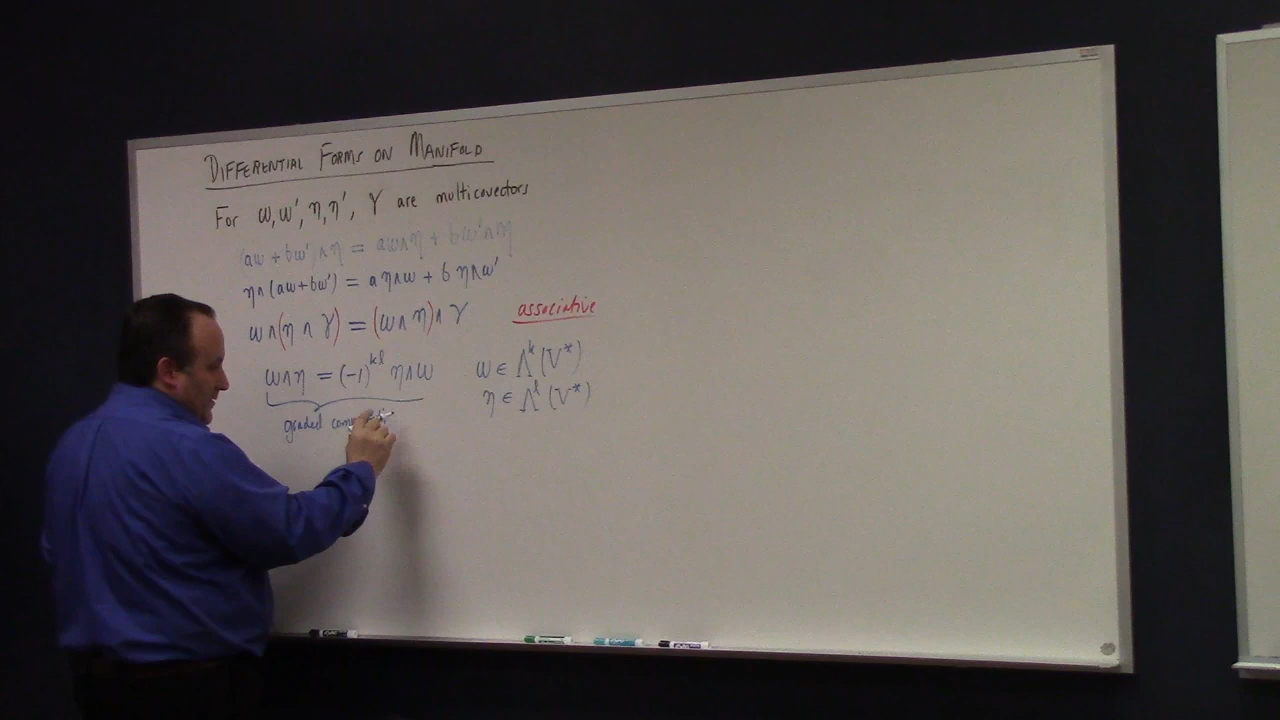 DIFFERENTIAL FORMS ON MANIFOLD
For ω, ω', η, η', γ are multicovectors
(aω + bω')∧η = aω∧η + bω'∧η
η∧(aω+bω') = a η∧ω + b η∧ω'
ω∧(η ∧ γ) = (ω∧ η)∧ γ associative
ω∧η = (-1)^{kl} η∧ω ω ∈ Λ^k (V*)
η ∈ Λ^l (V*)
graded